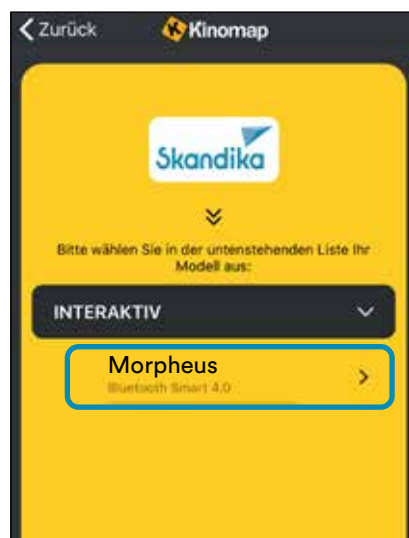 Zurück
Kinomap
Skandika
Bitte wählen Sie in der untenstehenden Liste Ihr
Modell aus:
INTERAKTIV
Morpheus
Bluetooth Smart 4.0